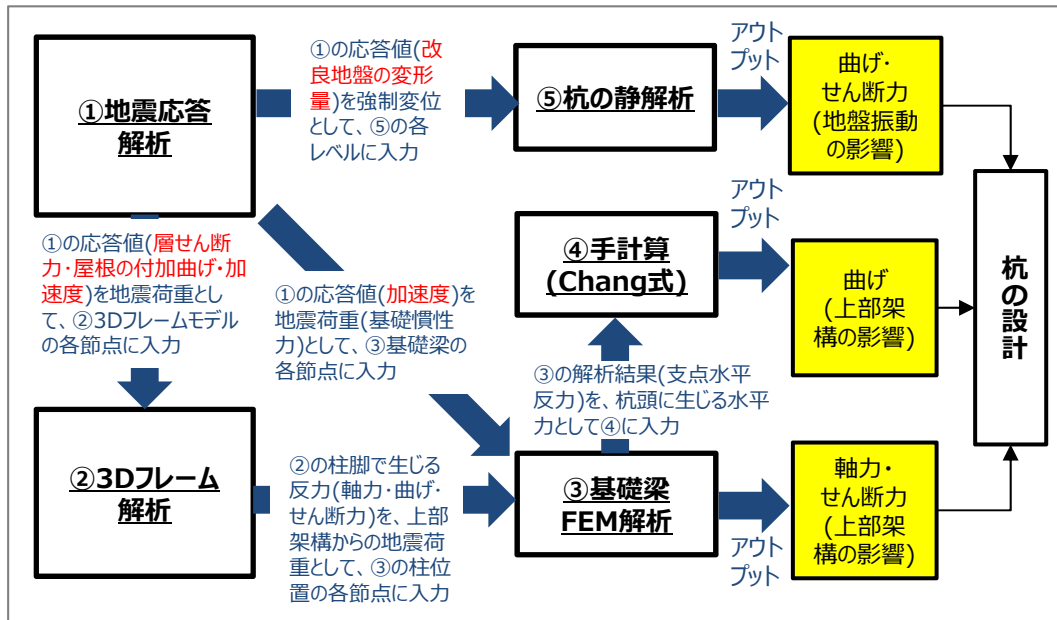 ①地震応答
解析
①の応答値(改
良地盤の変形
量)を強制変位
として、⑤の各
レベルに入力
⑤杭の静解析
アウト
プット
曲げ・
せん断力
(地盤振動
の影響)
①の応答値(層せん断
力・屋根の付加曲げ・加
速度)を地震荷重とし
て、②3Dフレームモデル
の各節点に入力
①の応答値(加速度)を
地震荷重(基礎慣性
力)として、③基礎梁の
各節点に入力
④手計算
(Chang式)
アウト
プット
曲げ
(上部架
構の影響)
杭の設計
③の解析結果(支点水平
反力)を、杭頭に生じる水平
力として④に入力
②3Dフレーム
解析
②の柱脚で生じる
反力(軸力・曲げ・
せん断力)を、上部
架構からの地震荷
重として、③の柱位
置の各節点に入力
③基礎梁
FEM解析
アウト
プット
軸力・
せん断力
(上部架
構の影響)